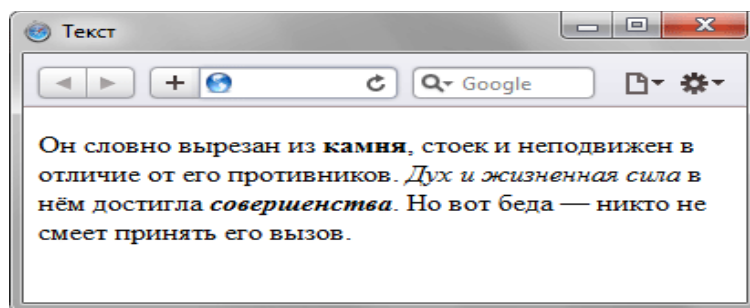 Текст
Google
Он словно вырезан из камня, стоек и неподвижен в
отличие от его противников. Дух и жизненная сила в
нём достигла совершенства. Но вот беда — никто не
смеет принять его вызов.